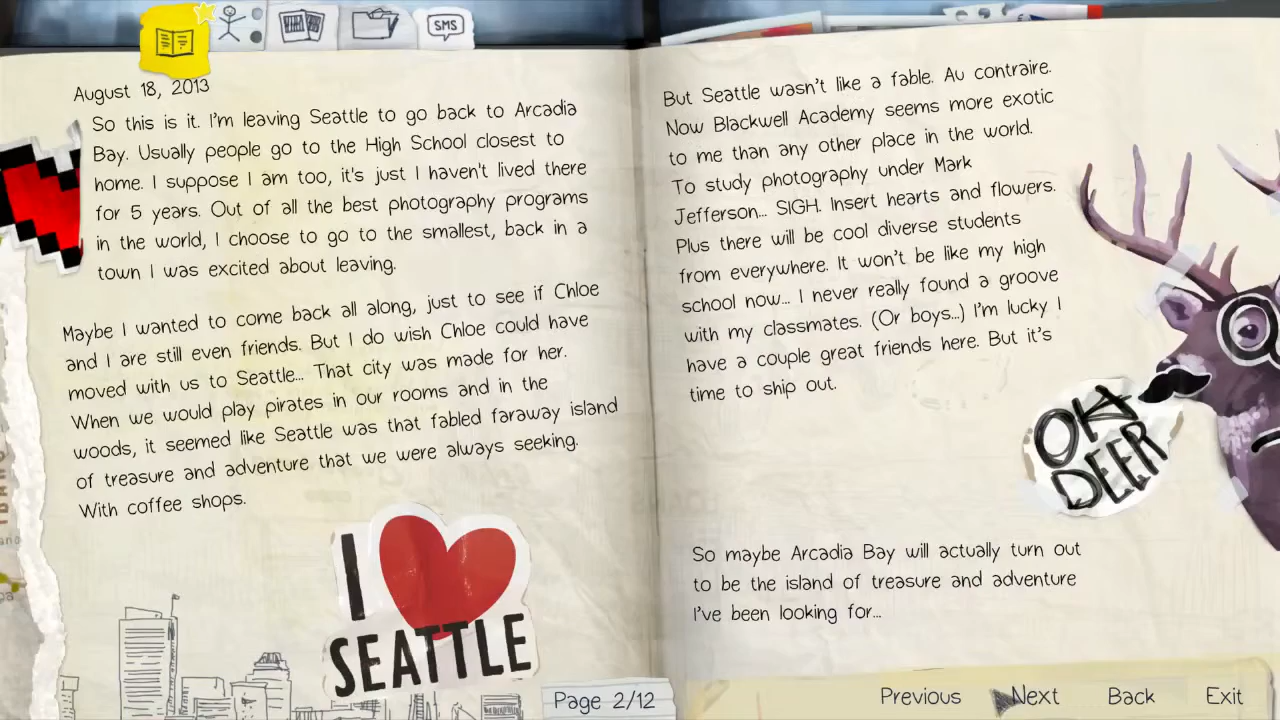 SMS
August 18, 2013
So this is it. I'm leaving Seattle to go back to Arcadia
Bay. Usually people go to the High School closest to
home. I suppose I am too, it's just I haven't lived there
for 5 years. Out of all the best photography programs
in the world, I choose to go to the smallest, back in a
town I was excited about leaving.
Maybe I wanted to come back all along, just to see if Chloe
and I are still even friends. But I do wish Chloe could have
moved with us to Seattle... That city was made for her.
When we would play pirates in our rooms and in the
woods, it seemed like Seattle was that fabled faraway island
of treasure and adventure that we were always seeking.
With coffee shops.
I
SEATTLE
Page 2/12
But Seattle wasn't like a fable. Au contraire.
Now Blackwell Academy seems more exotic
to me than any other place in the world.
To study photography under Mark
Jefferson... SIGH. Insert hearts and flowers.
Plus there will be cool diverse students
from everywhere. It won't be like my high
school now... I never really found a groove
with my classmates. (Or boys...) I'm lucky I
have a couple great friends here. But it's
time to ship out.
OH
DEER
So maybe Arcadia Bay will actually turn out
to be the island of treasure and adventure
I've been looking for...
Previous Next Back Exit